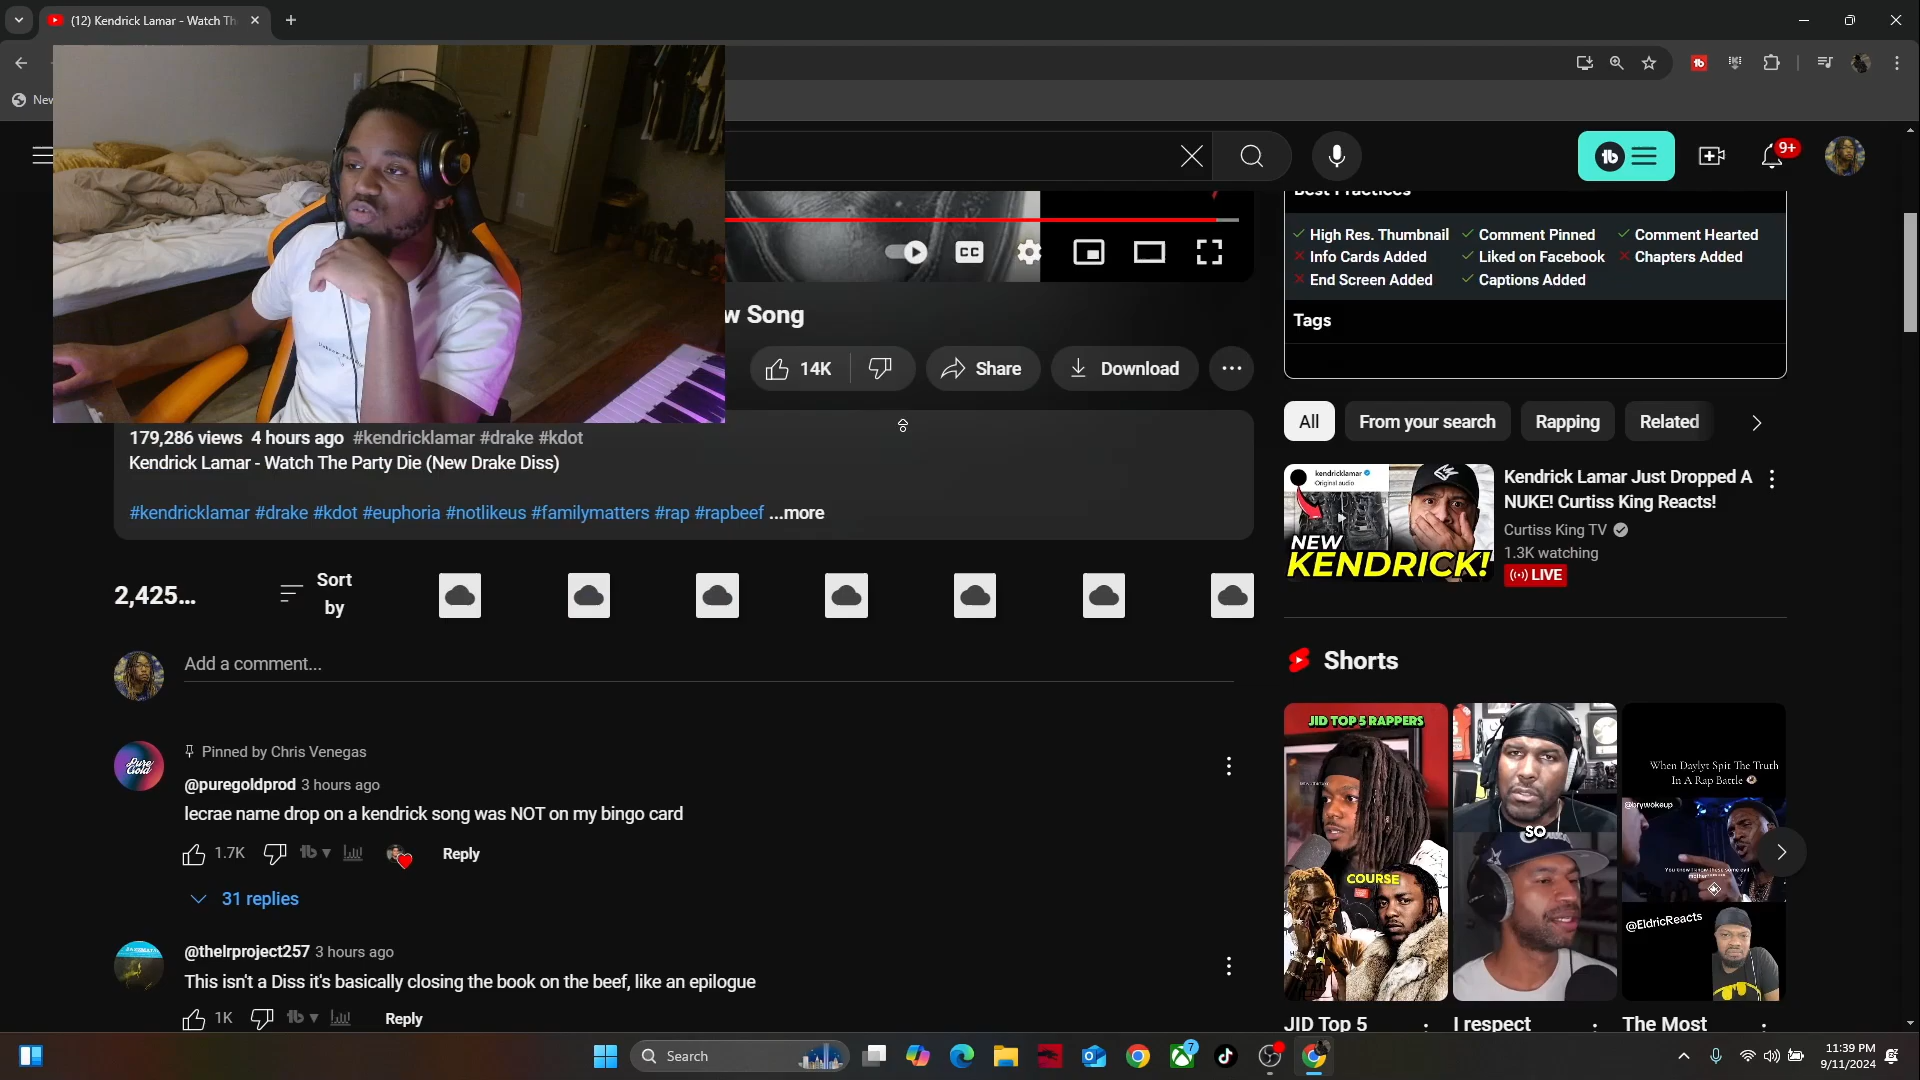 (12) Kendrick Lamar - Watch Th
New
9+
Best Practices
High Res. Thumbnail
Comment Pinned
Comment Hearted
Info Cards Added
Liked on Facebook
Chapters Added
End Screen Added
Captions Added
Tags
w Song
14K
Share
Download
179,286 views 4 hours ago #kendricklamar #drake #kdot
Kendrick Lamar - Watch The Party Die (New Drake Diss)
#kendricklamar #drake #kdot #euphoria #notlikeus #familymatters #rap #rapbeef ...more
All
From your search
Rapping
Related
kendricklamar
Original audio
NEW
KENDRICK!
Kendrick Lamar Just Dropped A
NUKE! Curtiss King Reacts!
Curtiss King TV
1.3K watching
LIVE
2,425...
Sort
by
Add a comment...
Shorts
Pinned by Chris Venegas
@puregoldprod 3 hours ago
lecrae name drop on a kendrick song was NOT on my bingo card
1.7K
Reply
31 replies
@thelrproject257 3 hours ago
This isn't a Diss it's basically closing the book on the beef, like an epilogue
1K
Reply
JID TOP 5 RAPPERS
COURSE
SO
When Daylyt Spit The Truth
In A Rap Battle
@brywokeup
@EldricReacts
JID Top 5
I respect
The Most
Search
7
11:39 PM
9/11/2024